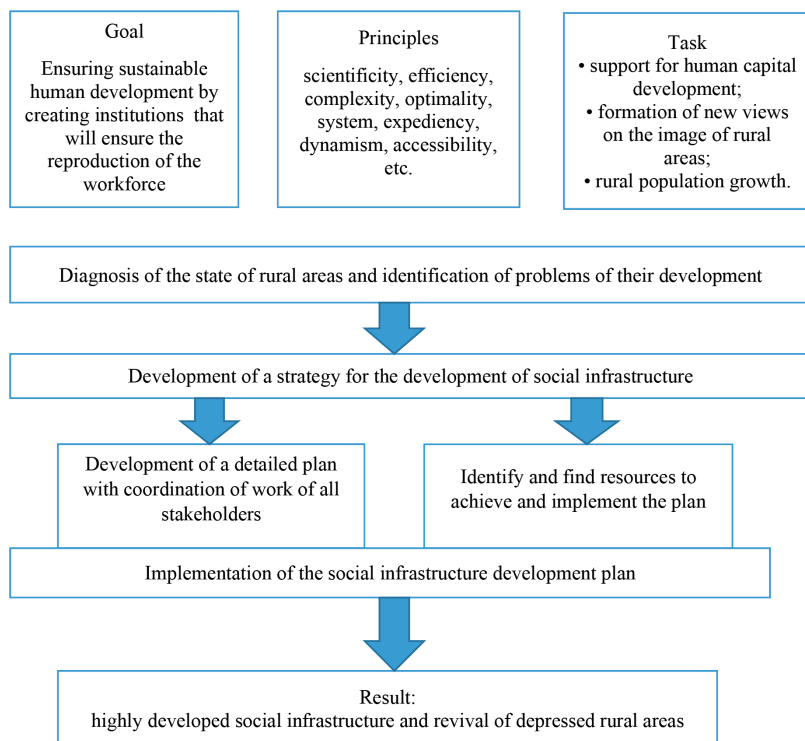 Goal
Ensuring sustainable
human development by
creating institutions that
will ensure the
reproduction of the
workforce
Principles
scientificity, efficiency,
complexity, optimality,
system, expediency,
dynamism, accessibility,
etc.
Task
• support for human capital
development;
• formation of new views
on the image of rural
areas;
• rural population growth.
Diagnosis of the state of rural areas and identification of problems of their development
Development of a strategy for the development of social infrastructure
Development of a detailed plan
with coordination of work of all
stakeholders
Identify and find resources to
achieve and implement the plan
Implementation of the social infrastructure development plan
Result:
highly developed social infrastructure and revival of depressed rural areas